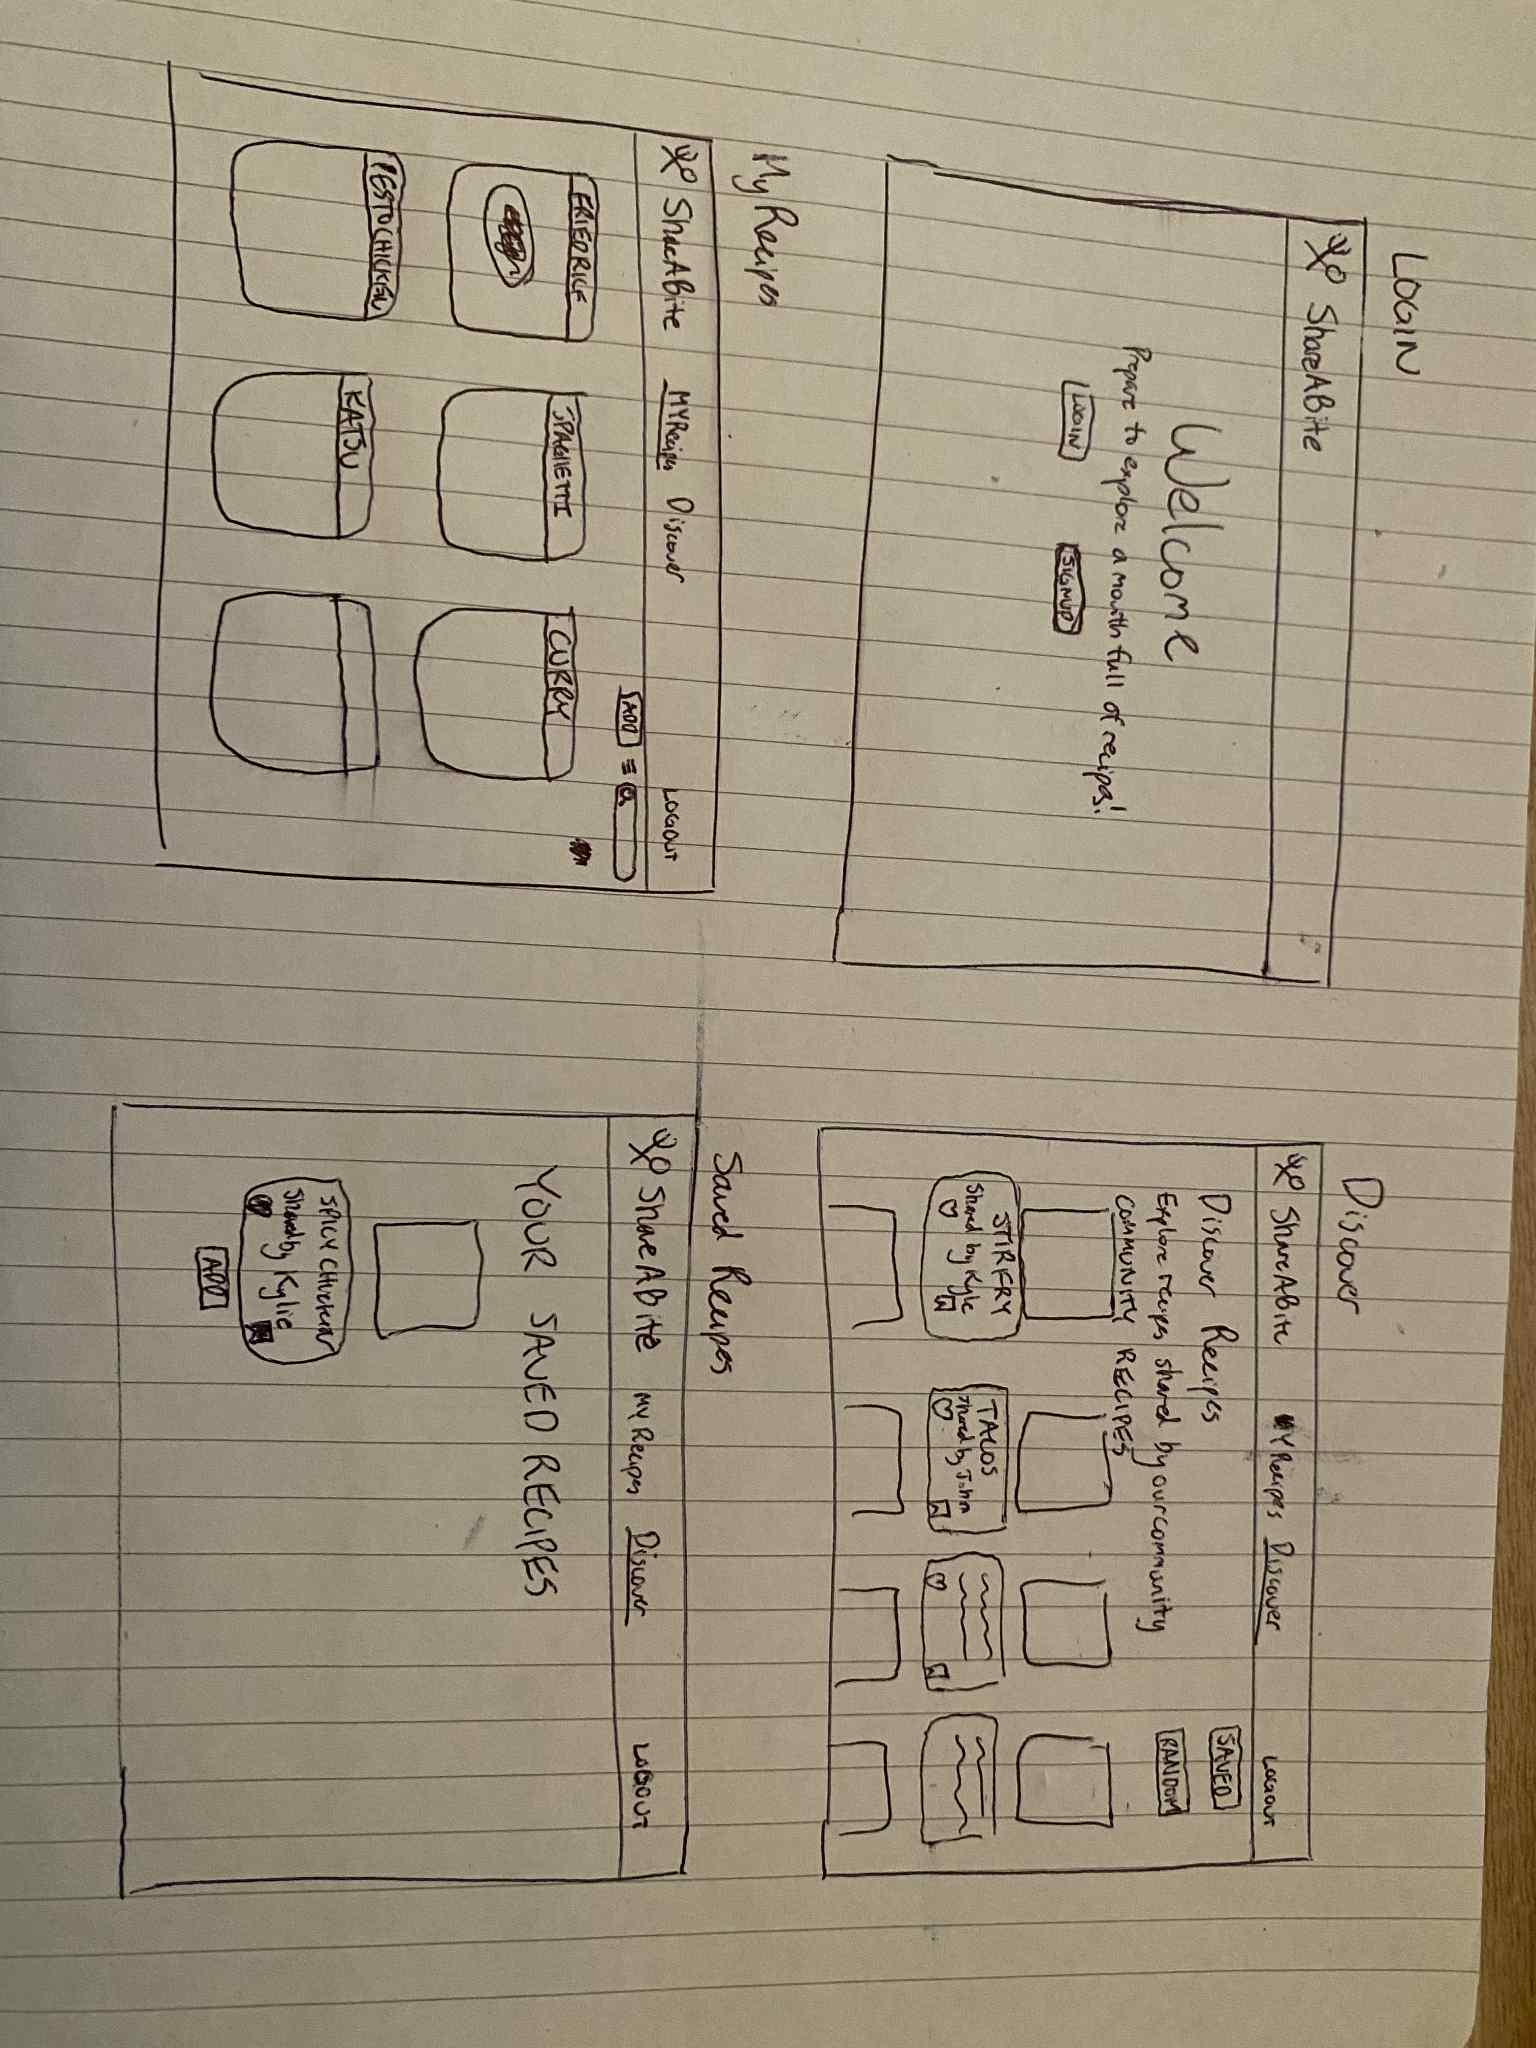 LOGIN
ShareABite
Welcome
Prepare to explore a mouth full of recipes!
LOGIN
SIGNUP
Discover
ShareABite
MY Recipes
Discover
LOGOUT
Discover Recipes
SAVED
Explore recipes shared by our community
RANDOM
COMMUNITY RECIPES
STIRFRY
Shared by Kyle
TACOS
Shared by John
My Recipes
ShareABite
MY Recipes
Discover
LOGOUT
ADD
FRIED RICE
SPAGHETTI
CURRY
PESTO CHICKEN
KATSU
Saved Recipes
ShareABite
MY Recipes
Discover
LOGOUT
YOUR SAVED RECIPES
SPICY CHICKEN
Shared by Kylie
ADD